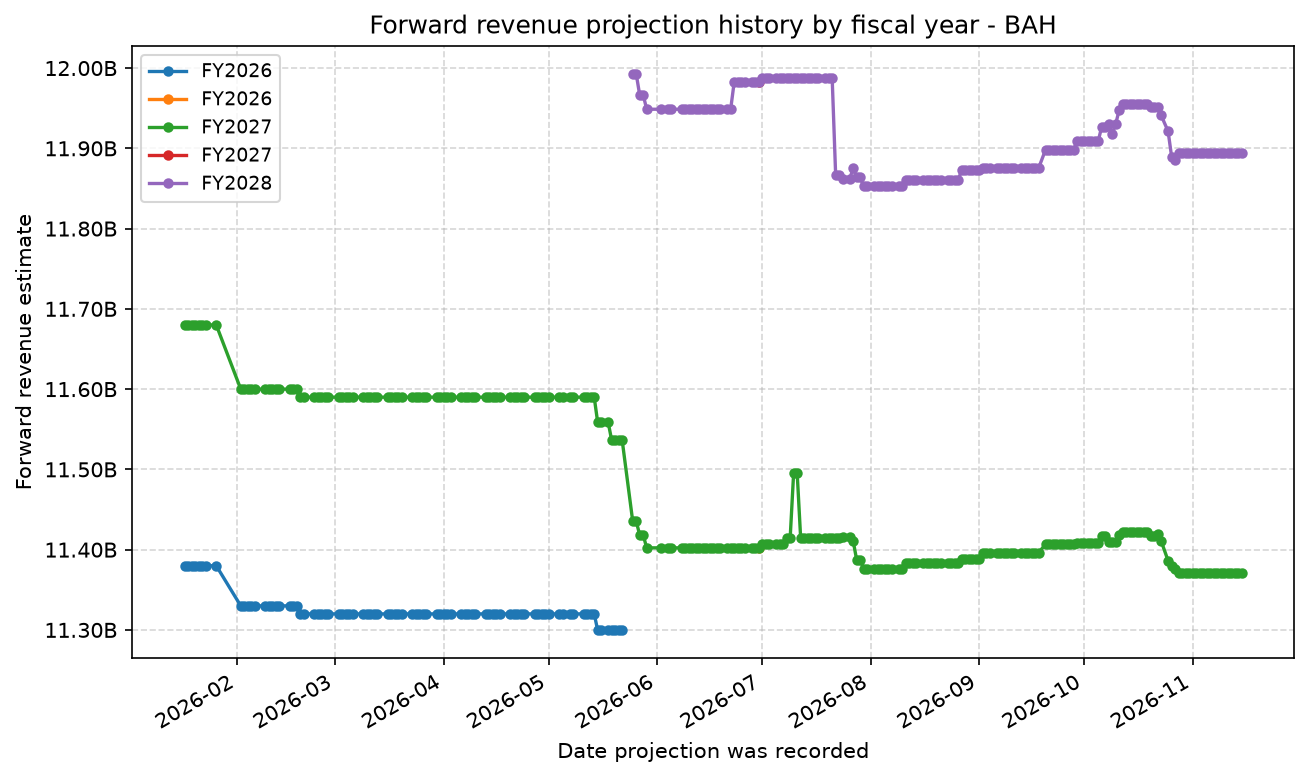 Forward revenue projection history by fiscal year - BAH
FY2026
FY2026
FY2027
FY2027
FY2028
12.00B
11.90B
11.80B
11.70B
11.60B
11.50B
11.40B
11.30B
Forward revenue estimate
2026-02
2026-03
2026-04
2026-05
2026-06
2026-07
2026-08
2026-09
2026-10
2026-11
Date projection was recorded